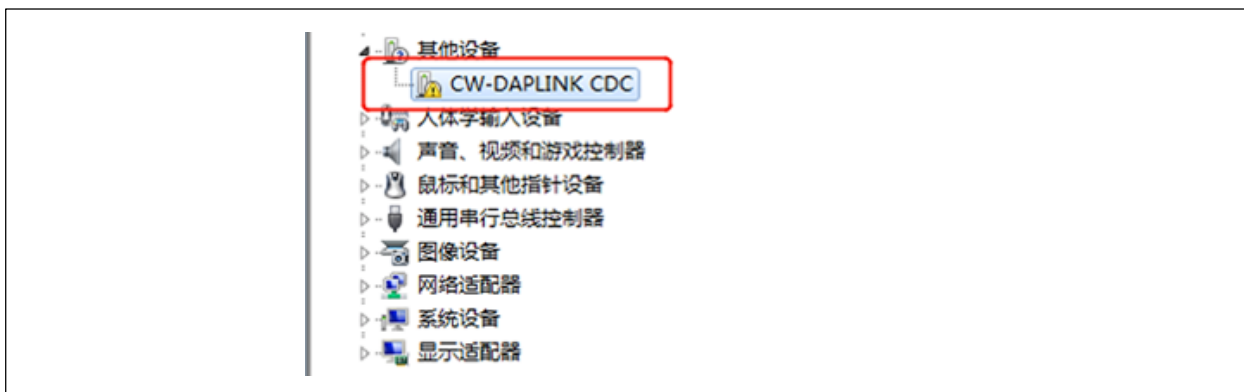 其他设备
CW-DAPLINK CDC
人体学输入设备
声音、视频和游戏控制器
鼠标和其他指针设备
通用串行总线控制器
图像设备
网络适配器
系统设备
显示适配器